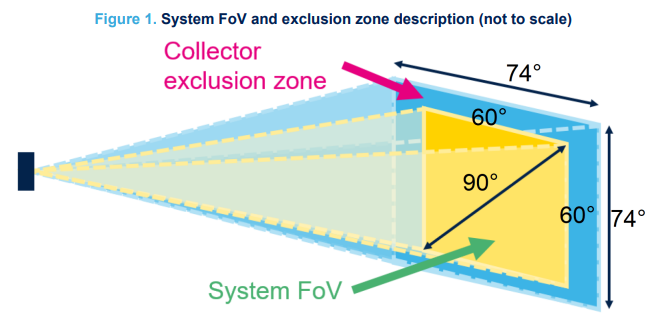 Figure 1. System FoV and exclusion zone description (not to scale)
Collector
exclusion zone
74°
60°
90°
60°
74°
System FoV